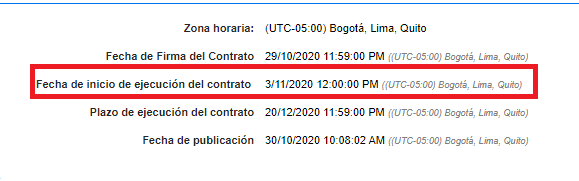 Zona horaria: (UTC-05:00) Bogotá, Lima, Quito
Fecha de Firma del Contrato 29/10/2020 11:59:00 PM ((UTC-05:00) Bogotá, Lima, Quito)
Fecha de inicio de ejecución del contrato 3/11/2020 12:00:00 PM ((UTC-05:00) Bogotá, Lima, Quito)
Plazo de ejecución del contrato 20/12/2020 11:59:00 PM ((UTC-05:00) Bogotá, Lima, Quito)
Fecha de publicación 30/10/2020 10:08:02 AM ((UTC-05:00) Bogotá, Lima, Quito)